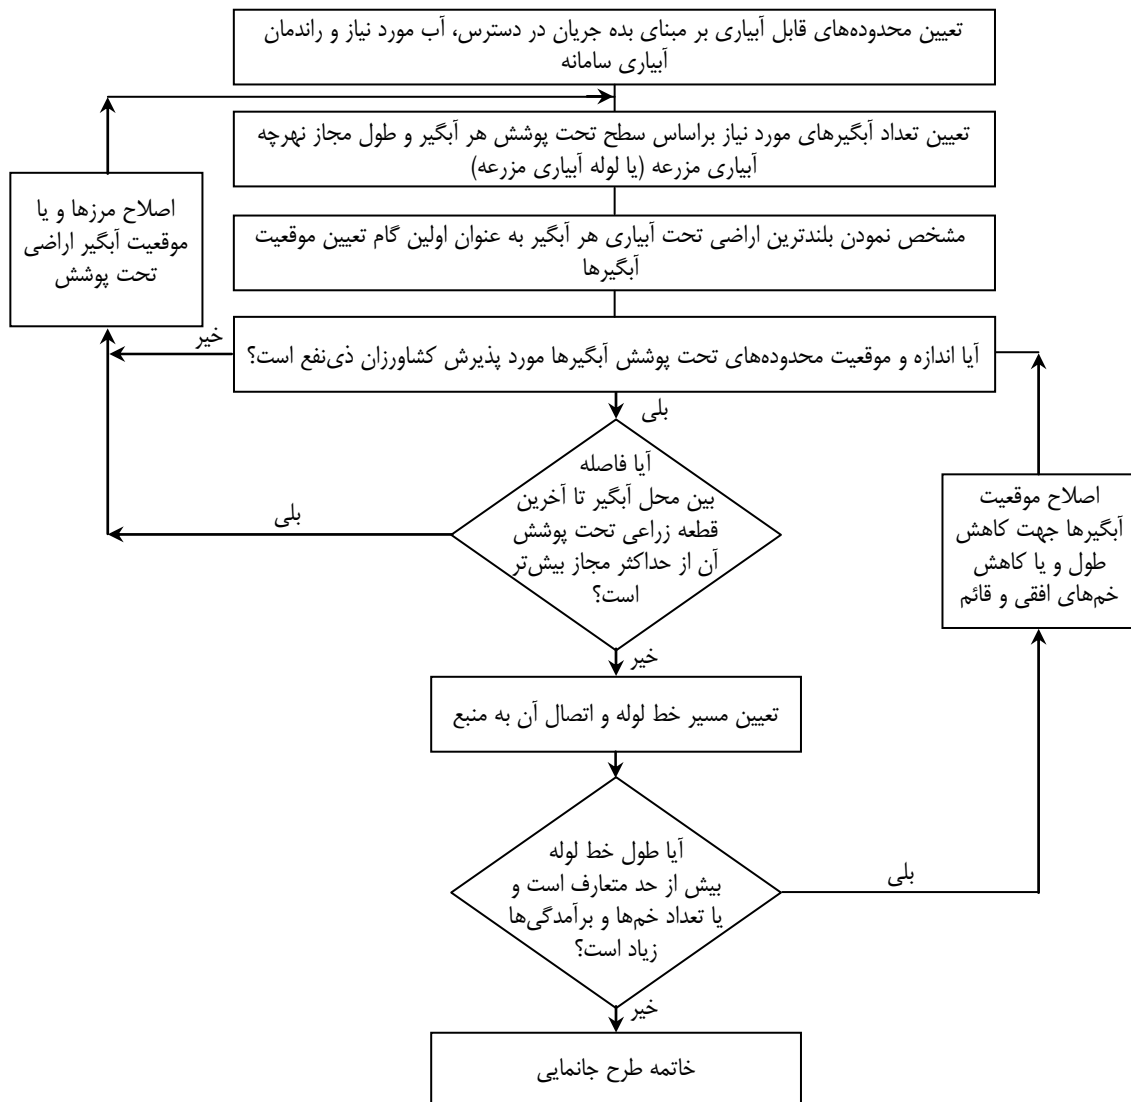 تعیین محدوده‌های قابل آبیاری بر مبنای بده جریان در دسترس، آب مورد نیاز و راندمان
آبیاری سامانه
تعیین تعداد آبگیرهای مورد نیاز براساس سطح تحت پوشش هر آبگیر و طول مجاز نهرچه
آبیاری مزرعه (یا لوله آبیاری مزرعه)
اصلاح مرزها و یا
موقعیت آبگیر اراضی
تحت پوشش
مشخص نمودن بلندترین اراضی تحت آبیاری هر آبگیر به عنوان اولین گام تعیین موقعیت
آبگیرها
آیا اندازه و موقعیت محدوده‌های تحت پوشش آبگیرها مورد پذیرش کشاورزان ذی‌نفع است؟
خیر
بلی
آیا فاصله
بین محل آبگیر تا آخرین
قطعه زراعی تحت پوشش
آن از حداکثر مجاز بیش‌تر
است؟
بلی
اصلاح موقعیت
آبگیرها جهت کاهش
طول و یا کاهش
خم‌های افقی و قائم
خیر
تعیین مسیر خط لوله و اتصال آن به منبع
آیا طول خط لوله
بیش از حد متعارف است و
یا تعداد خم‌ها و برآمدگی‌ها
زیاد است؟
بلی
خیر
خاتمه طرح جانمایی